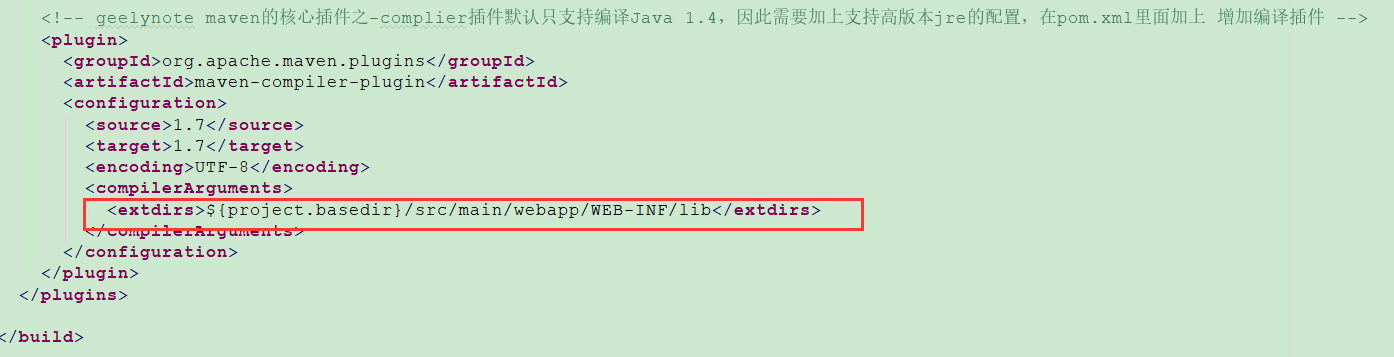 <!-- geelynote maven的核心插件之-complier插件默认只支持编译Java 1.4，因此需要加上支持高版本jre的配置，在pom.xml里面加上 增加编译插件 -->
<plugin>
<groupId>org.apache.maven.plugins</groupId>
<artifactId>maven-compiler-plugin</artifactId>
<configuration>
<source>1.7</source>
<target>1.7</target>
<encoding>UTF-8</encoding>
<compilerArguments>
<extdirs>${project.basedir}/src/main/webapp/WEB-INF/lib</extdirs>
</compilerArguments>
</configuration>
</plugin>
</plugins>
</build>